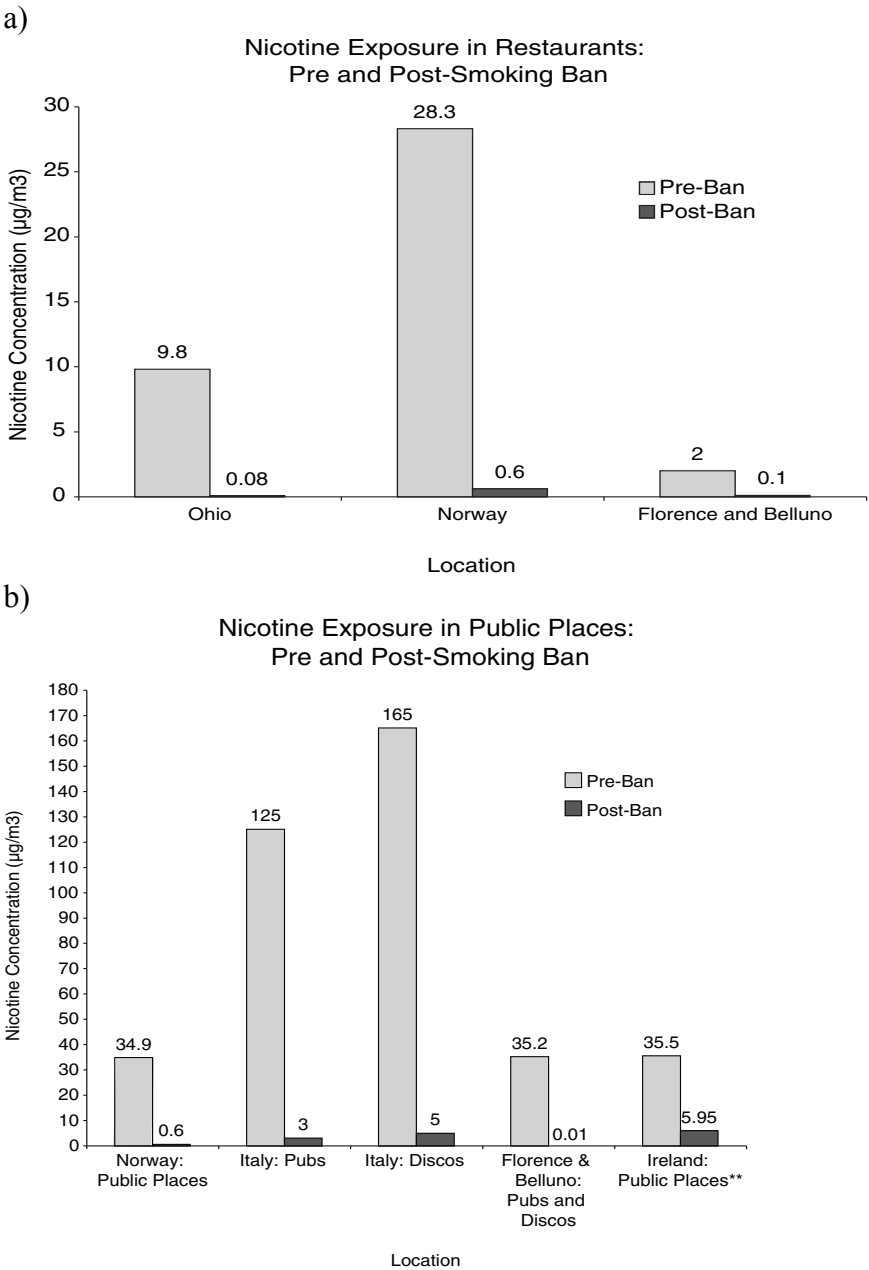 a)
Nicotine Exposure in Restaurants:
Pre and Post-Smoking Ban
Nicotine Concentration (µg/m3)
30
25
20
15
10
5
0
28.3
9.8
0.08
0.6
2
0.1
Pre-Ban
Post-Ban
Ohio
Norway
Florence and Belluno
Location
b)
Nicotine Exposure in Public Places:
Pre and Post-Smoking Ban
Nicotine Concentration (µg/m3)
180
170
160
150
140
130
120
110
100
90
80
70
60
50
40
30
20
10
0
34.9
0.6
125
3
165
5
35.2
0.01
35.5
5.95
Pre-Ban
Post-Ban
Norway:
Public Places
Italy: Pubs
Italy: Discos
Florence &
Belluno:
Pubs and
Discos
Ireland:
Public Places**
Location